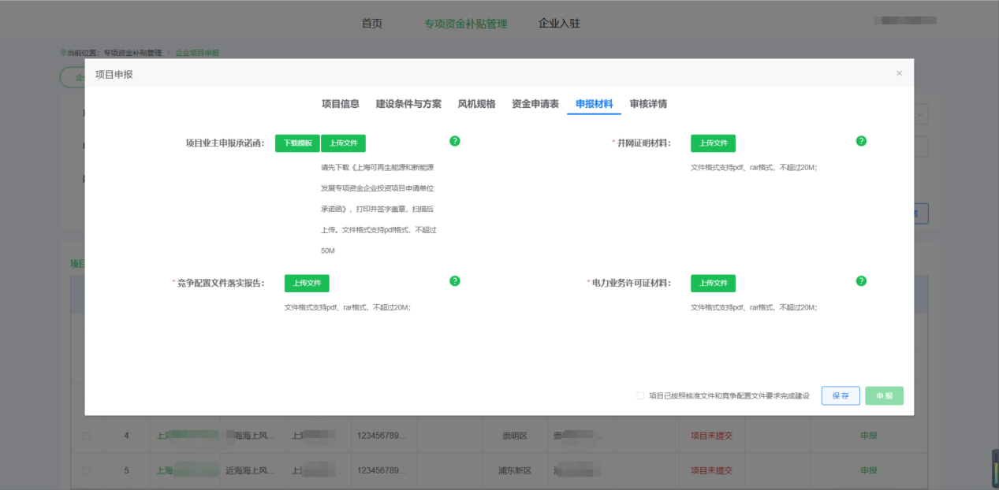 首页
专项资金补贴管理
企业入驻
当前位置: 专项资金补贴管理 > 企业项目申报
项目申报
×
项目信息
建设条件与方案
风机规格
资金申请表
申报材料
审核详情
项目业主申报承诺函:
下载模板
上传文件
?
请先下载《上海可再生能源和新能源
发展专项资金企业投资项目申请单位
承诺函》，打印并签字盖章，扫描后
上传。文件格式支持pdf格式，不超过
50M
* 并网证明材料:
上传文件
?
文件格式支持pdf、rar格式，不超过20M;
* 竞争配置文件落实报告:
上传文件
?
文件格式支持pdf、rar格式，不超过20M;
* 电力业务许可证材料:
上传文件
?
文件格式支持pdf、rar格式，不超过20M;
项目已按照核准文件和竞争配置文件要求完成建设
保存
申报
4 上海 海海上风... 上 123456789... 崇明区 崇 .. 项目未提交 申报
5 上海 近海海上风... 上 . 123456789... 浦东新区 项目未提交 申报